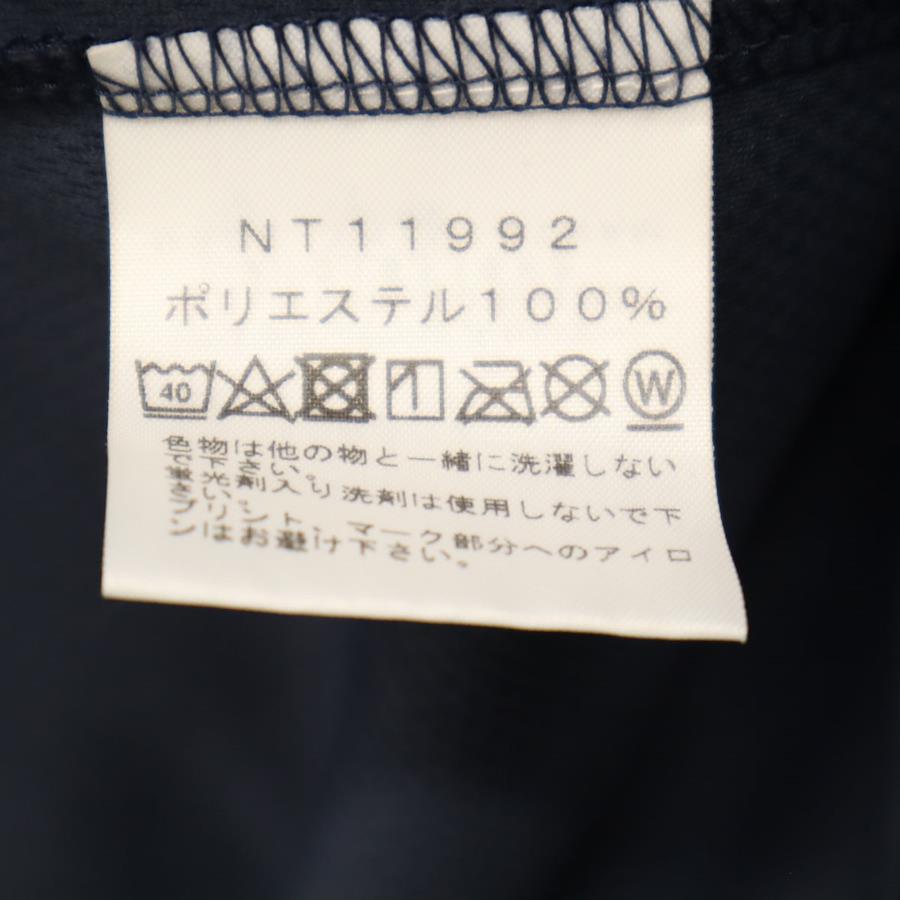 NT11992
ポリエステル100%
40
W
色物は他の物と一緒に洗濯しない
で下さい。
蛍光剤入り洗剤は使用しないで下
さい。
プリント、マーク部分へのアイロ
ンはお避け下さい。